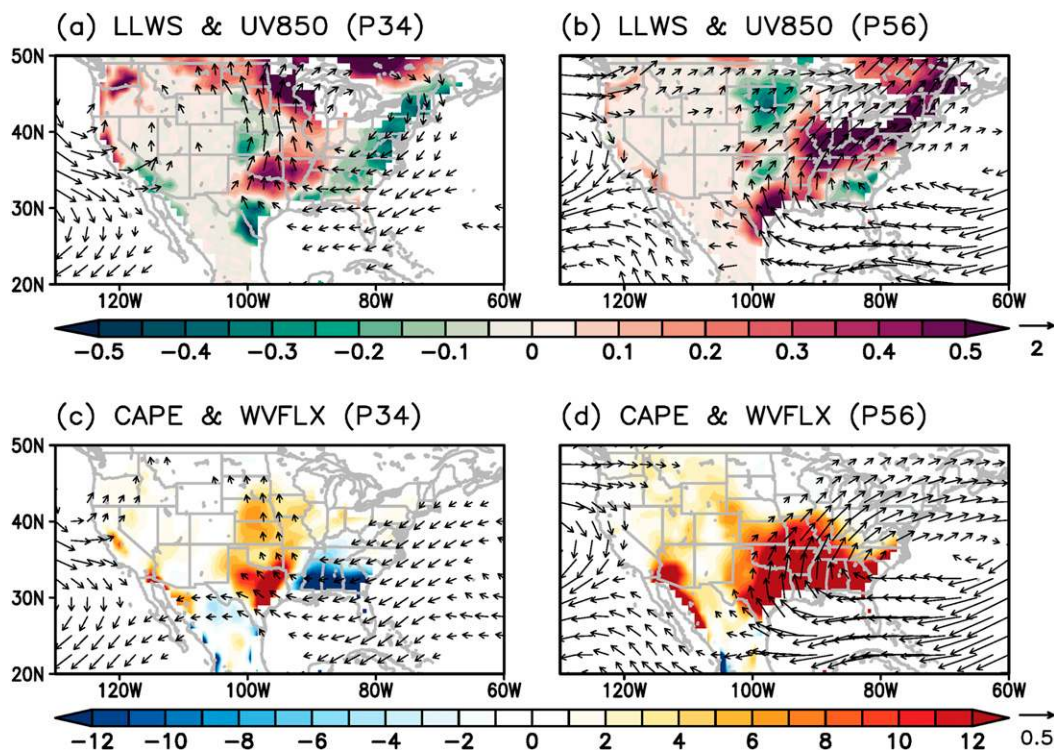 (a) LLWS & UV850 (P34)
(b) LLWS & UV850 (P56)
50N
40N
30N
20N
120W 100W 80W 60W
120W 100W 80W 60W
−0.5 −0.4 −0.3 −0.2 −0.1 0 0.1 0.2 0.3 0.4 0.5 2
(c) CAPE & WVFLX (P34)
(d) CAPE & WVFLX (P56)
50N
40N
30N
20N
120W 100W 80W 60W
120W 100W 80W 60W
−12 −10 −8 −6 −4 −2 0 2 4 6 8 10 12 0.5